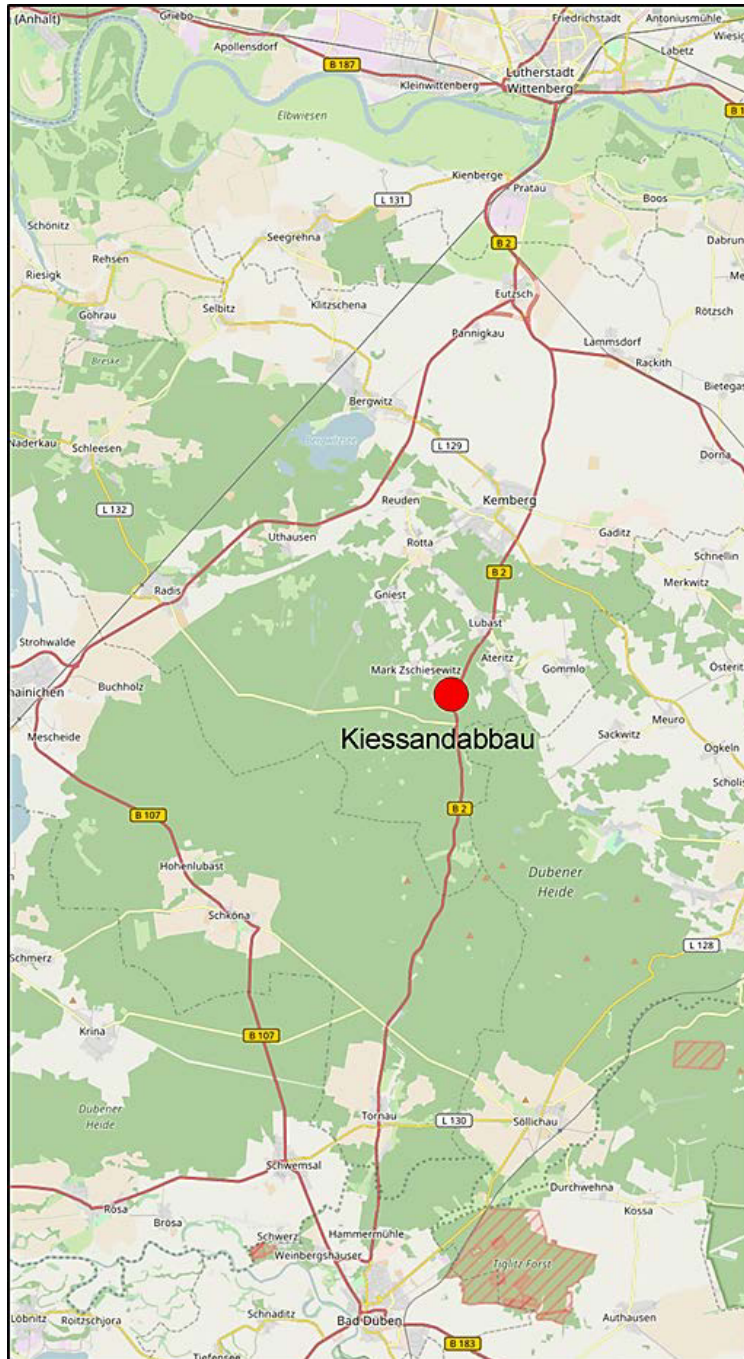 (Anhalt)
Griebo
Friedrichstadt
Antoniusmühle
Apollensdorf
Labetz
B 187
Kleinwittenberg
Lutherstadt
Wittenberg
Elbwiesen
Kienberge
Pratau
L 131
Boos
Schönitz
Seegrehna
B 2
Rehsen
Riesigk
Selbitz
Klitzschena
Eutzsch
Gohrau
Rötzsch
Pannigkau
Lammsdorf
Rackith
Breske
Bergwitz
Bergwitzsee
Naderkau
Schleesen
L 129
Dorna
Reuden
Kemberg
L 132
Uthausen
Rotta
Gaditz
Schnellin
B 2
Merkwitz
Radis
Gniest
Lubast
Strohwalde
Ateritz
Mark Zschiesewitz
Gommlo
Buchholz
Meuro
Mescheide
Sackwitz
Kiessandabbau
Ogkeln
B 107
B 2
Hohenlubast
Dubener
Heide
Schköna
L 128
Schmerz
Krina
B 107
Dubener
Heide
Tornau
L 130
Söllichau
Schwemsal
Durchwehna
Rösa
Kossa
Brösa
Schwerz
Hammermühle
Weinbergshäuser
Tiglitz Forst
Löbnitz
Roitzschjora
Schnaditz
Bad Düben
Authausen
B 183
Tiefensee